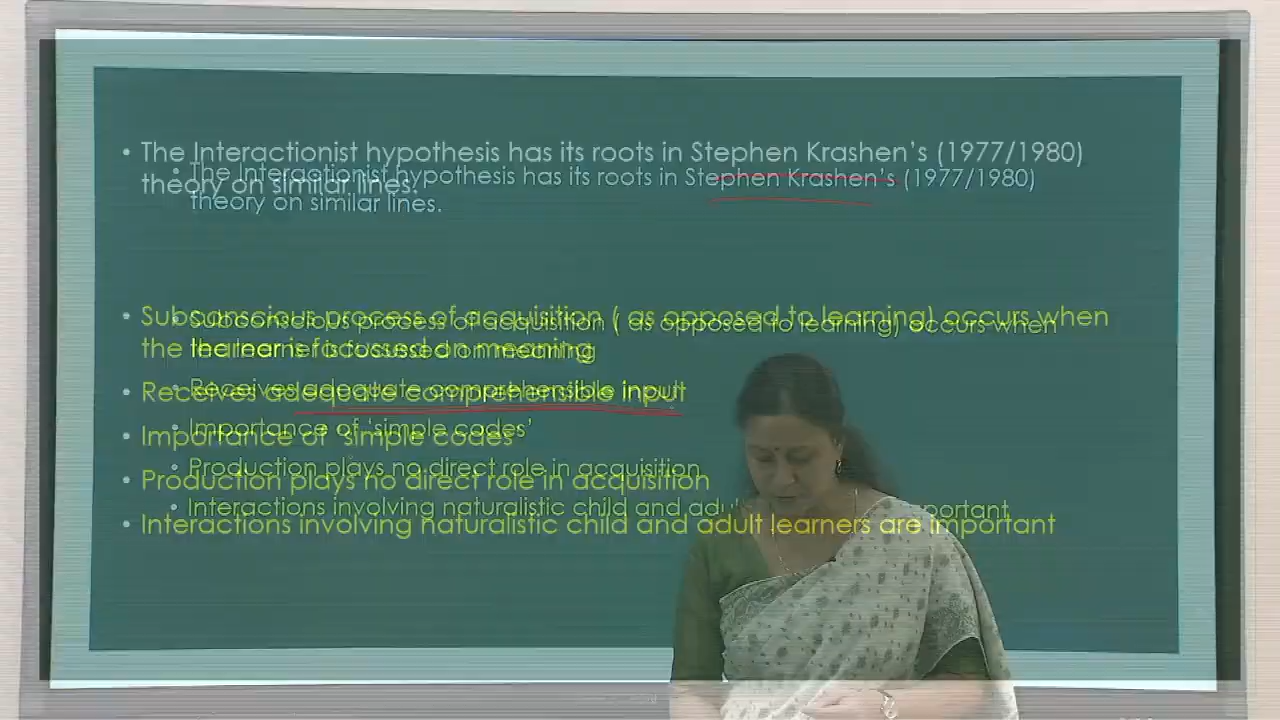 • The Interactionist hypothesis has its roots in Stephen Krashen's (1977/1980)
theory on similar lines.
• Subconscious process of acquisition ( as opposed to learning) occurs when
the learner is focussed on meaning
• Receives adequate comprehensible input
• Importance of 'simple codes'
• Production plays no direct role in acquisition
• Interactions involving naturalistic child and adult learners are important